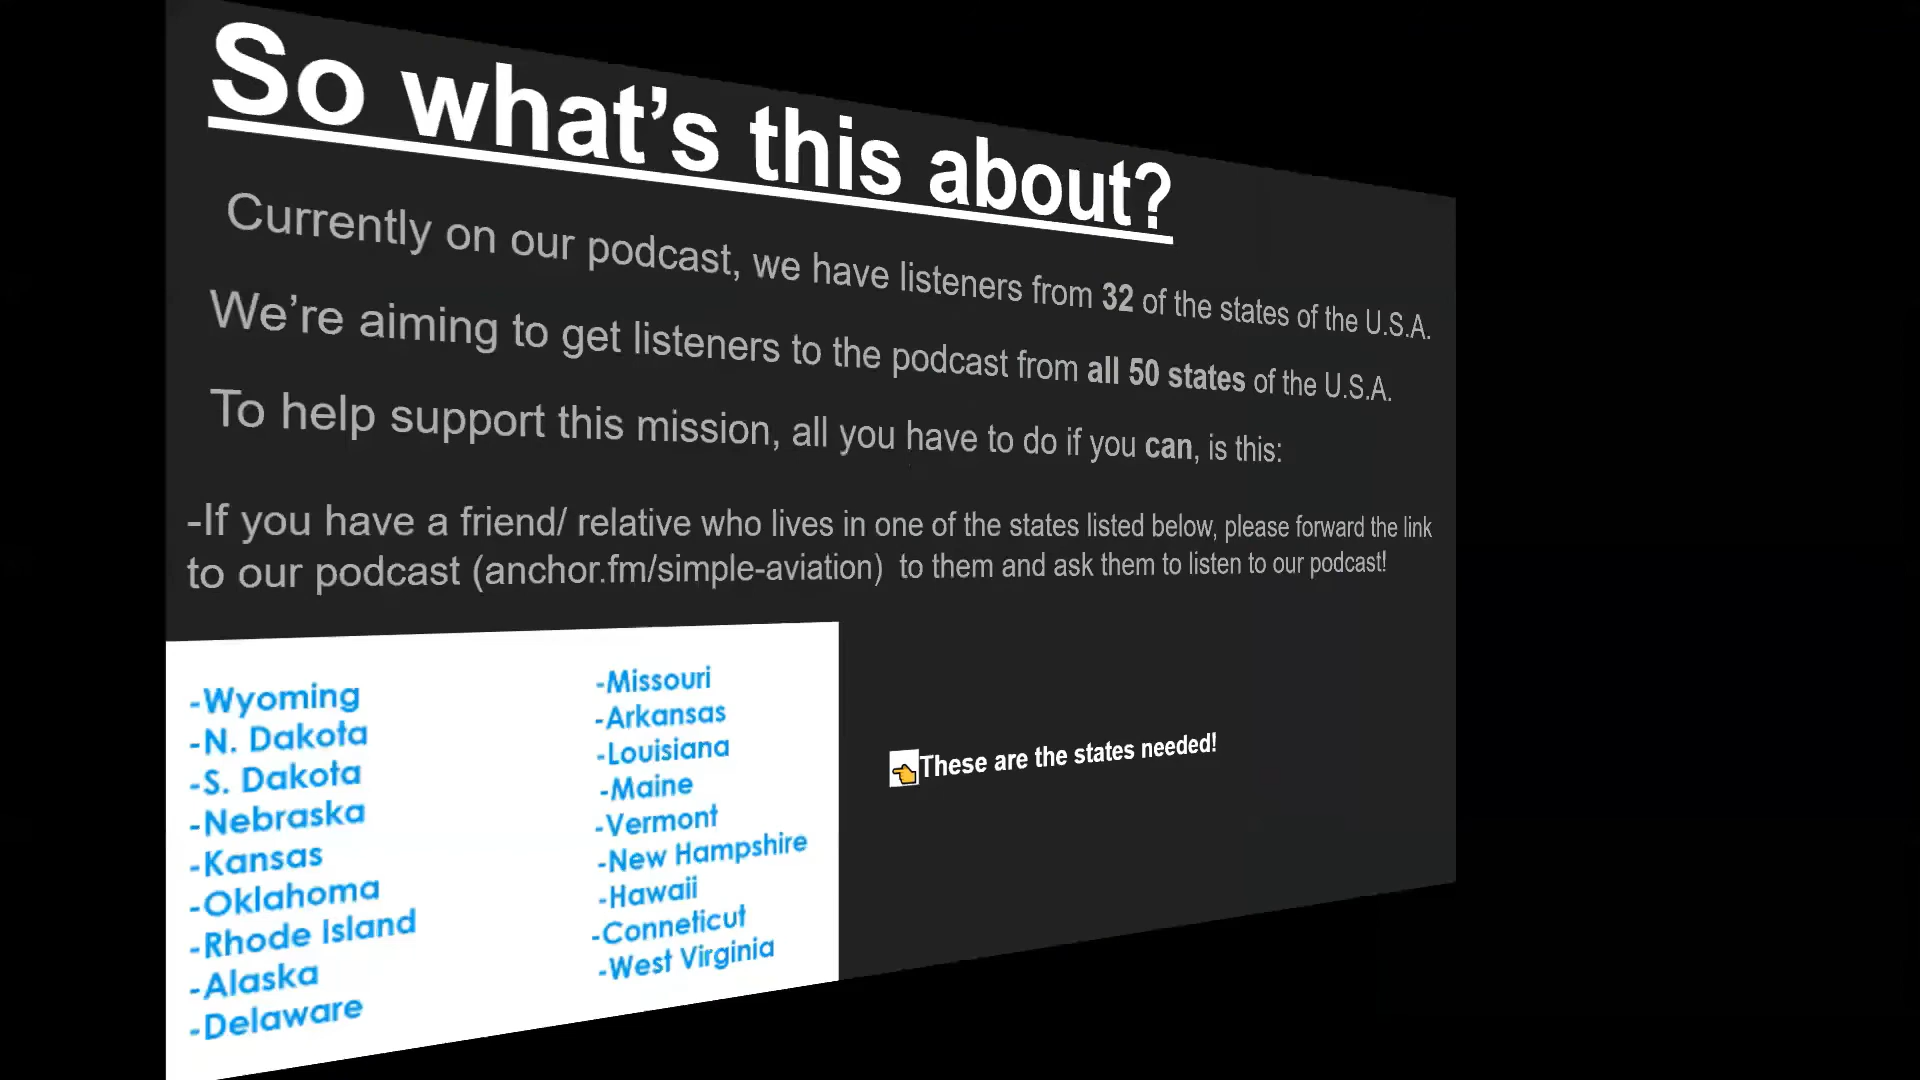 So what’s this about?
Currently on our podcast, we have listeners from 32 of the states of the U.S.A.
We’re aiming to get listeners to the podcast from all 50 states of the U.S.A.
To help support this mission, all you have to do if you can, is this:
-If you have a friend/ relative who lives in one of the states listed below, please forward the link
to our podcast (anchor.fm/simple-aviation)  to them and ask them to listen to our podcast!
-Wyoming
-N. Dakota
-S. Dakota
-Nebraska
-Kansas
-Oklahoma
-Rhode Island
-Alaska
-Delaware
-Missouri
-Arkansas
-Louisiana
-Maine
-Vermont
-New Hampshire
-Hawaii
-Conneticut
-West Virginia
👈These are the states needed!